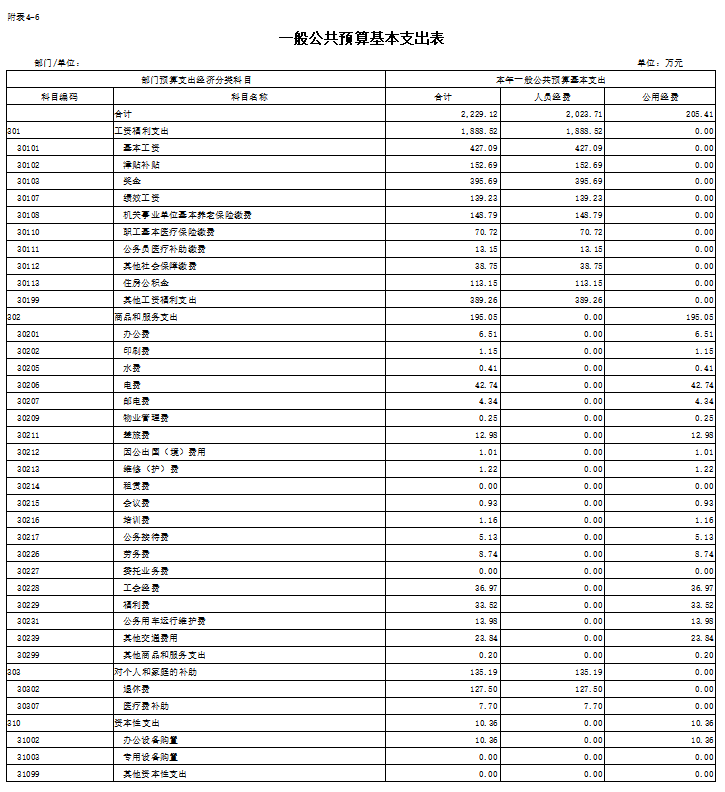 附表4-6
一般公共预算基本支出表
部门/单位： 单位：万元
部门预算支出经济分类科目 本年一般公共预算基本支出
科目编码 科目名称 合计 人员经费 公用经费
合计 2,229.12 2,023.71 205.41
301 工资福利支出 1,888.52 1,888.52 0.00
30101 基本工资 427.09 427.09 0.00
30102 津贴补贴 152.69 152.69 0.00
30103 奖金 395.69 395.69 0.00
30107 绩效工资 139.23 139.23 0.00
30108 机关事业单位基本养老保险缴费 148.79 148.79 0.00
30110 职工基本医疗保险缴费 70.72 70.72 0.00
30111 公务员医疗补助缴费 13.15 13.15 0.00
30112 其他社会保障缴费 38.75 38.75 0.00
30113 住房公积金 113.15 113.15 0.00
30199 其他工资福利支出 389.26 389.26 0.00
302 商品和服务支出 195.05 0.00 195.05
30201 办公费 6.51 0.00 6.51
30202 印刷费 1.15 0.00 1.15
30205 水费 0.41 0.00 0.41
30206 电费 42.74 0.00 42.74
30207 邮电费 4.34 0.00 4.34
30209 物业管理费 0.25 0.00 0.25
30211 差旅费 12.98 0.00 12.98
30212 因公出国（境）费用 1.01 0.00 1.01
30213 维修（护）费 1.22 0.00 1.22
30214 租赁费 0.00 0.00 0.00
30215 会议费 0.93 0.00 0.93
30216 培训费 1.16 0.00 1.16
30217 公务接待费 5.13 0.00 5.13
30226 劳务费 8.74 0.00 8.74
30227 委托业务费 0.00 0.00 0.00
30228 工会经费 36.97 0.00 36.97
30229 福利费 33.52 0.00 33.52
30231 公务用车运行维护费 13.98 0.00 13.98
30239 其他交通费用 23.84 0.00 23.84
30299 其他商品和服务支出 0.20 0.00 0.20
303 对个人和家庭的补助 135.19 135.19 0.00
30302 退休费 127.50 127.50 0.00
30307 医疗费补助 7.70 7.70 0.00
310 资本性支出 10.36 0.00 10.36
31002 办公设备购置 10.36 0.00 10.36
31003 专用设备购置 0.00 0.00 0.00
31099 其他资本性支出 0.00 0.00 0.00